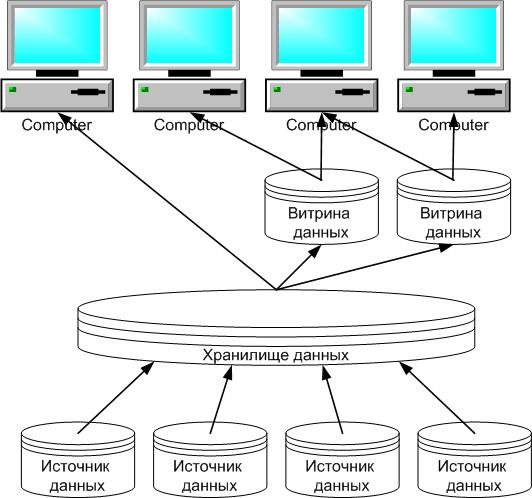 Computer Computer Computer Computer
Витрина Витрина
данных данных
Хранилище данных
Источник Источник Источник Источник
данных данных данных данных